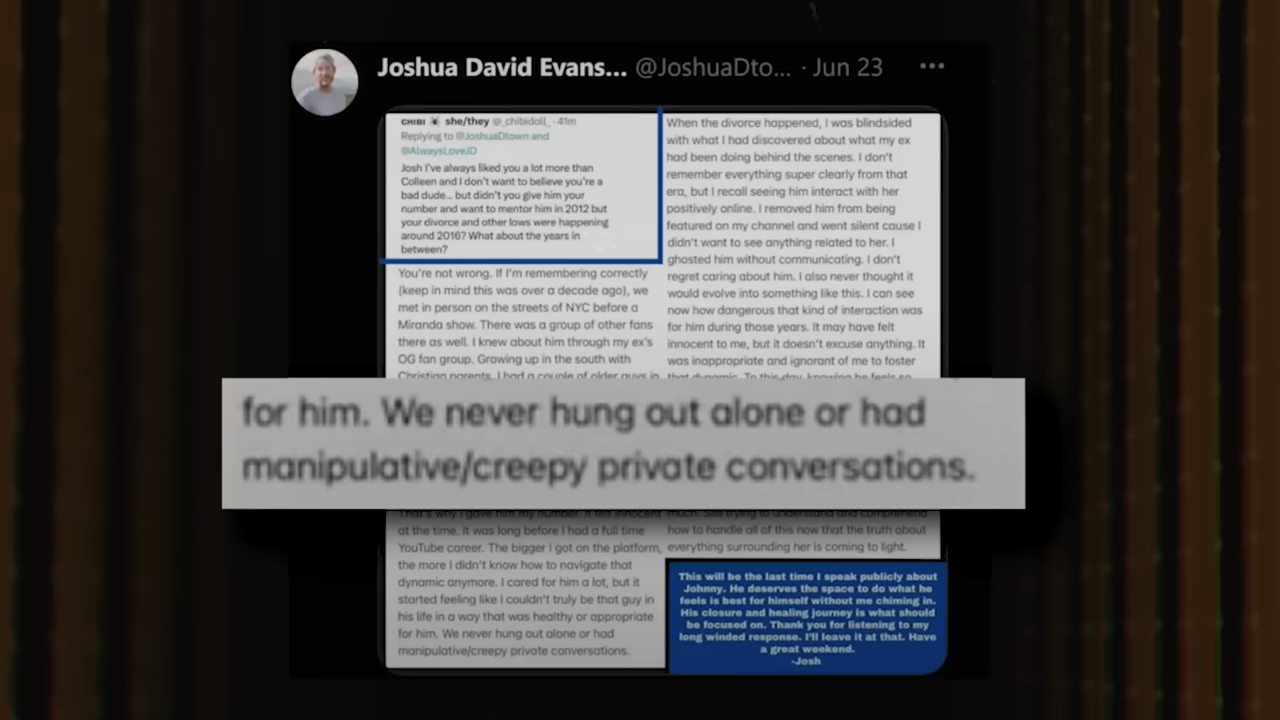 Joshua David Evans... @JoshuaDto... · Jun 23
CHIBI she/they @_chibidoll_ · 41m
Replying to @JoshuaDtown and
@AlwaysLoveJD
Josh I've always liked you a lot more than
Colleen and I don't want to believe you're a
bad dude... but didn't you give him your
number and want to mentor him in 2012 but
your divorce and other lows were happening
around 2016? What about the years in
between?
You're not wrong. If I'm remembering correctly
(keep in mind this was over a decade ago), we
met in person on the streets of NYC before a
Miranda show. There was a group of other fans
there as well. I knew about him through my ex's
OG fan group. Growing up in the south with
Christian parents, I had a couple of older guys in
for him. We never hung out alone or had
manipulative/creepy private conversations.
That's why I gave him my number. It felt innocent
at the time. It was long before I had a full time
YouTube career. The bigger I got on the platform,
the more I didn't know how to navigate that
dynamic anymore. I cared for him a lot, but it
started feeling like I couldn't truly be that guy in
his life in a way that was healthy or appropriate
for him. We never hung out alone or had
manipulative/creepy private conversations.
When the divorce happened, I was blindsided
with what I had discovered about what my ex
had been doing behind the scenes. I don't
remember everything super clearly from that
era, but I recall seeing him interact with her
positively online. I removed him from being
featured on my channel and went silent cause I
didn't want to see anything related to her. I
ghosted him without communicating. I don't
regret caring about him. I also never thought it
would evolve into something like this. I can see
now how dangerous that kind of interaction was
for him during those years. It may have felt
innocent to me, but it doesn't excuse anything. It
was inappropriate and ignorant of me to foster
that dynamic. To this day, knowing he feels so
much. Still trying to understand and comprehend
how to handle all of this now that the truth about
everything surrounding her is coming to light.
This will be the last time I speak publicly about
Johnny. He deserves the space to do what he
feels is best for himself without me chiming in.
His closure and healing journey is what should
be focused on. Thank you for listening to my
long winded response. I'll leave it at that. Have
a great weekend.
-Josh